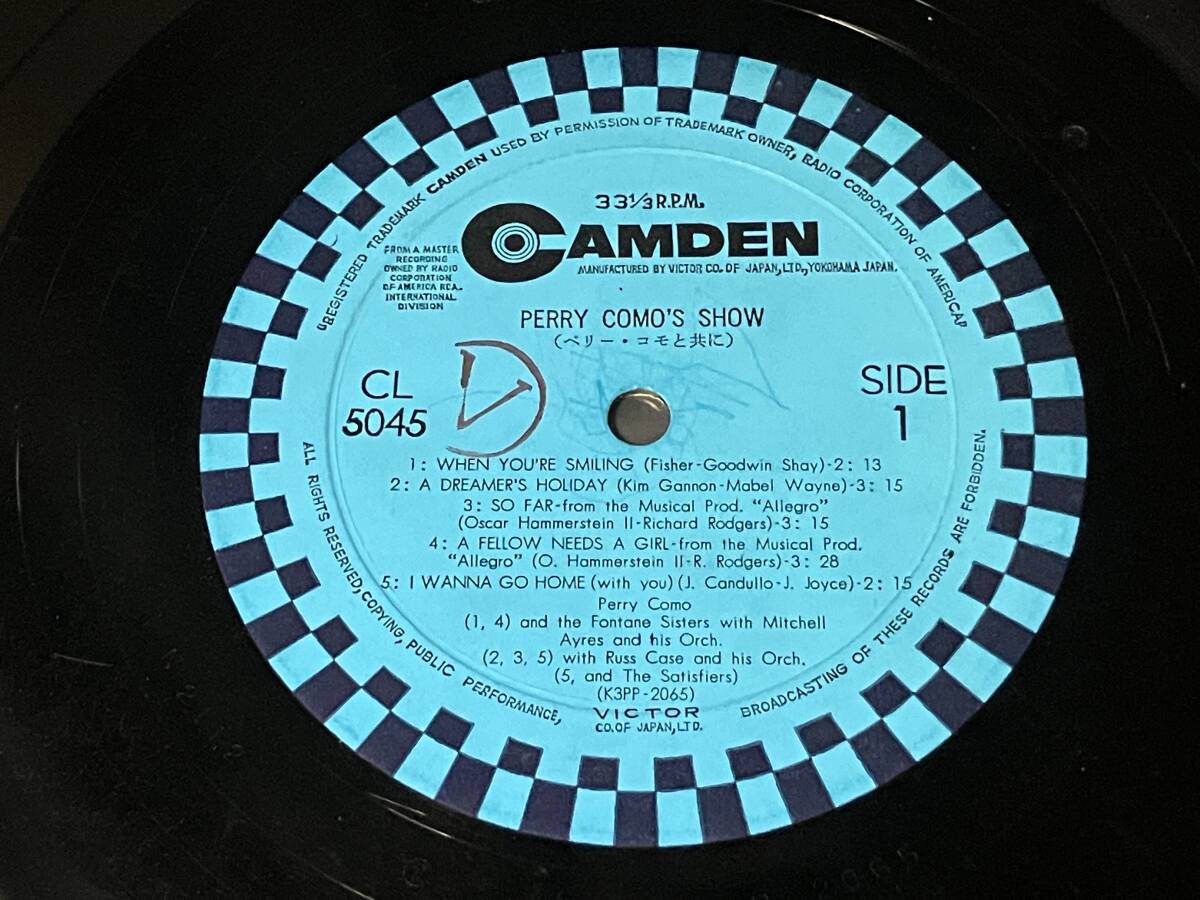 "REGISTERED TRADEMARK CAMDEN USED BY PERMISSION OF TRADEMARK OWNER, RADIO CORPORATION OF AMERICA"
33 1/3 R.P.M.
CAMDEN
MANUFACTURED BY VICTOR CO. OF JAPAN, LTD., YOKOHAMA JAPAN.
FROM A MASTER
RECORDING
OWNED BY RADIO
CORPORATION
OF AMERICA RCA.
INTERNATIONAL
DIVISION
PERRY COMO'S SHOW
(ペリー・コモと共に)
CL
5045
SIDE
1
1: WHEN YOU'RE SMILING (Fisher-Goodwin Shay)-2: 13
2: A DREAMER'S HOLIDAY (Kim Gannon-Mabel Wayne)-3: 15
3: SO FAR-from the Musical Prod. "Allegro"
(Oscar Hammerstein II-Richard Rodgers)-3: 15
4: A FELLOW NEEDS A GIRL-from the Musical Prod.
"Allegro" (O. Hammerstein II-R. Rodgers)-3: 28
5: I WANNA GO HOME (with you) (J. Candullo-J. Joyce)-2: 15
Perry Como
(1, 4) and the Fontane Sisters with Mitchell
Ayres and his Orch.
(2, 3, 5) with Russ Case and his Orch.
(5, and The Satisfiers)
(K3PP-2065)
VICTOR
CO. OF JAPAN, LTD.
ALL RIGHTS RESERVED, COPYING, PUBLIC PERFORMANCE, BROADCASTING OF THESE RECORDS ARE FORBIDDEN.